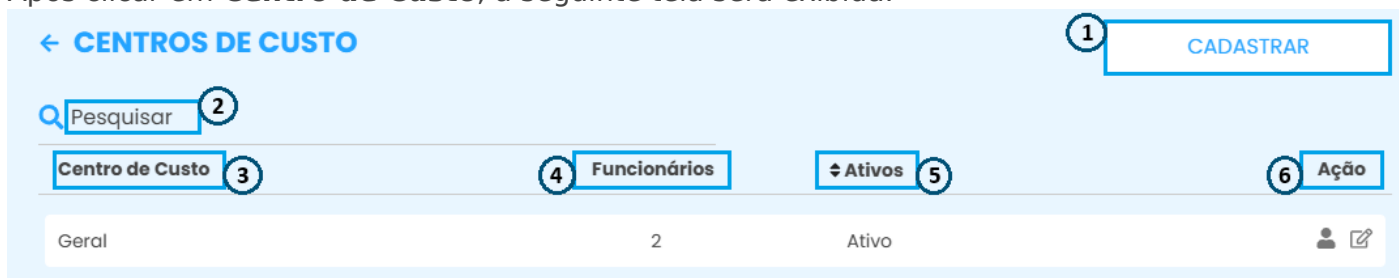 Após clicar em Centro de Custo, a seguinte tela será exibida:
← CENTROS DE CUSTO
1 CADASTRAR
Pesquisar 2
Centro de Custo 3 4 Funcionários Ativos 5 6 Ação
Geral 2 Ativo